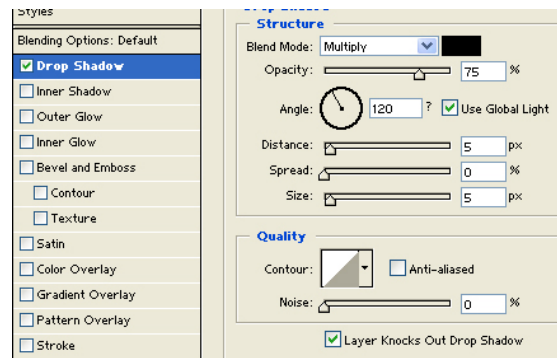 Styles
Blending Options: Default
Drop Shadow
Inner Shadow
Outer Glow
Inner Glow
Bevel and Emboss
Contour
Texture
Satin
Color Overlay
Gradient Overlay
Pattern Overlay
Stroke
Drop Shadow
Structure
Blend Mode: Multiply
Opacity: 75 %
Angle: 120 ? Use Global Light
Distance: 5 px
Spread: 0 %
Size: 5 px
Quality
Contour: Anti-aliased
Noise: 0 %
Layer Knocks Out Drop Shadow